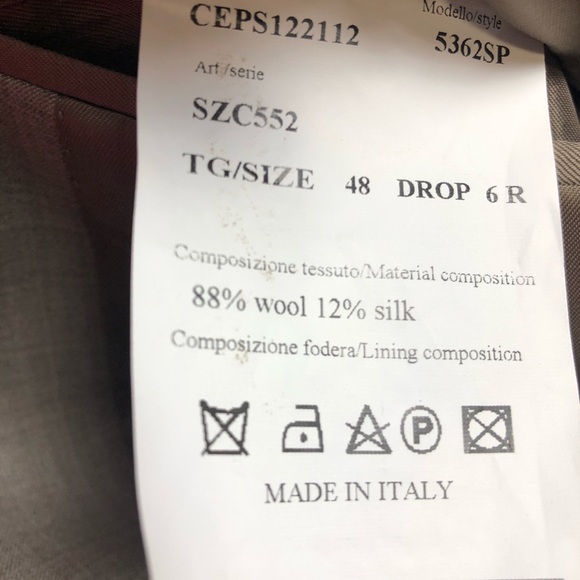 CEPS122112
Modello/style
5362SP
Art/serie
SZC552
TG/SIZE 48 DROP 6 R
Composizione tessuto/Material composition
88% wool 12% silk
Composizione fodera/Lining composition
P
MADE IN ITALY